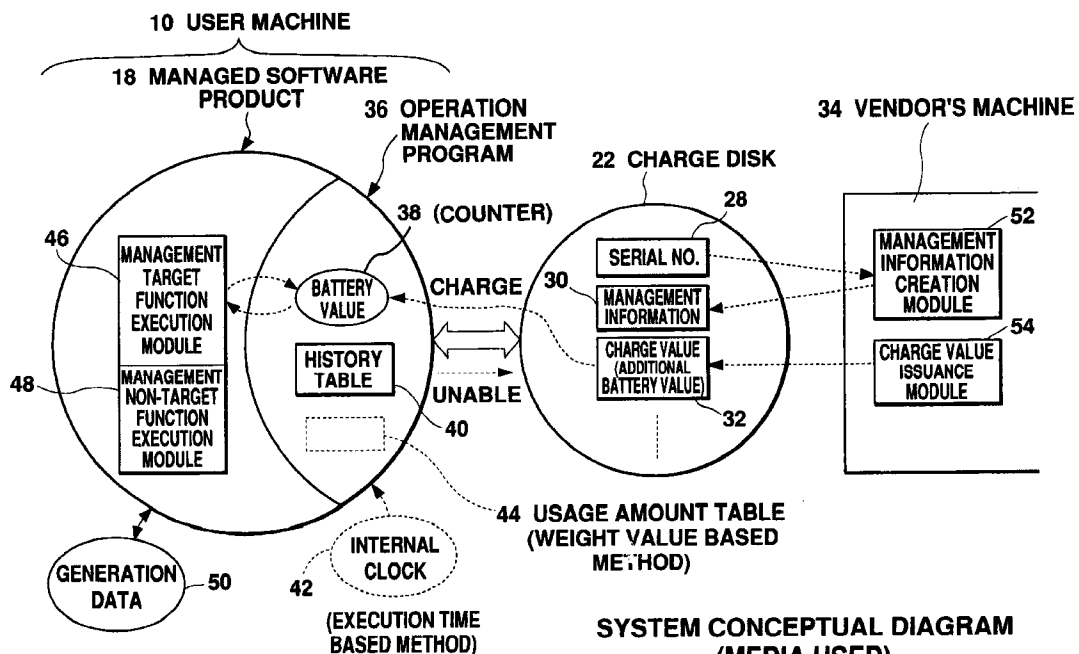 10 USER MACHINE
18 MANAGED SOFTWARE
PRODUCT
36 OPERATION
MANAGEMENT
PROGRAM
34 VENDOR'S MACHINE
22 CHARGE DISK
38 (COUNTER)
28
52
46
MANAGEMENT
TARGET
FUNCTION
EXECUTION
MODULE
BATTERY
VALUE
CHARGE
SERIAL NO.
30
MANAGEMENT
INFORMATION
MANAGEMENT
INFORMATION
CREATION
MODULE
54
48
MANAGEMENT
NON-TARGET
FUNCTION
EXECUTION
MODULE
HISTORY
TABLE
40
UNABLE
CHARGE VALUE
(ADDITIONAL
BATTERY VALUE)
32
CHARGE VALUE
ISSUANCE
MODULE
44 USAGE AMOUNT TABLE
(WEIGHT VALUE BASED
METHOD)
GENERATION
DATA
50
42
INTERNAL
CLOCK
(EXECUTION TIME
BASED METHOD)
SYSTEM CONCEPTUAL DIAGRAM
(MEDIA USED)